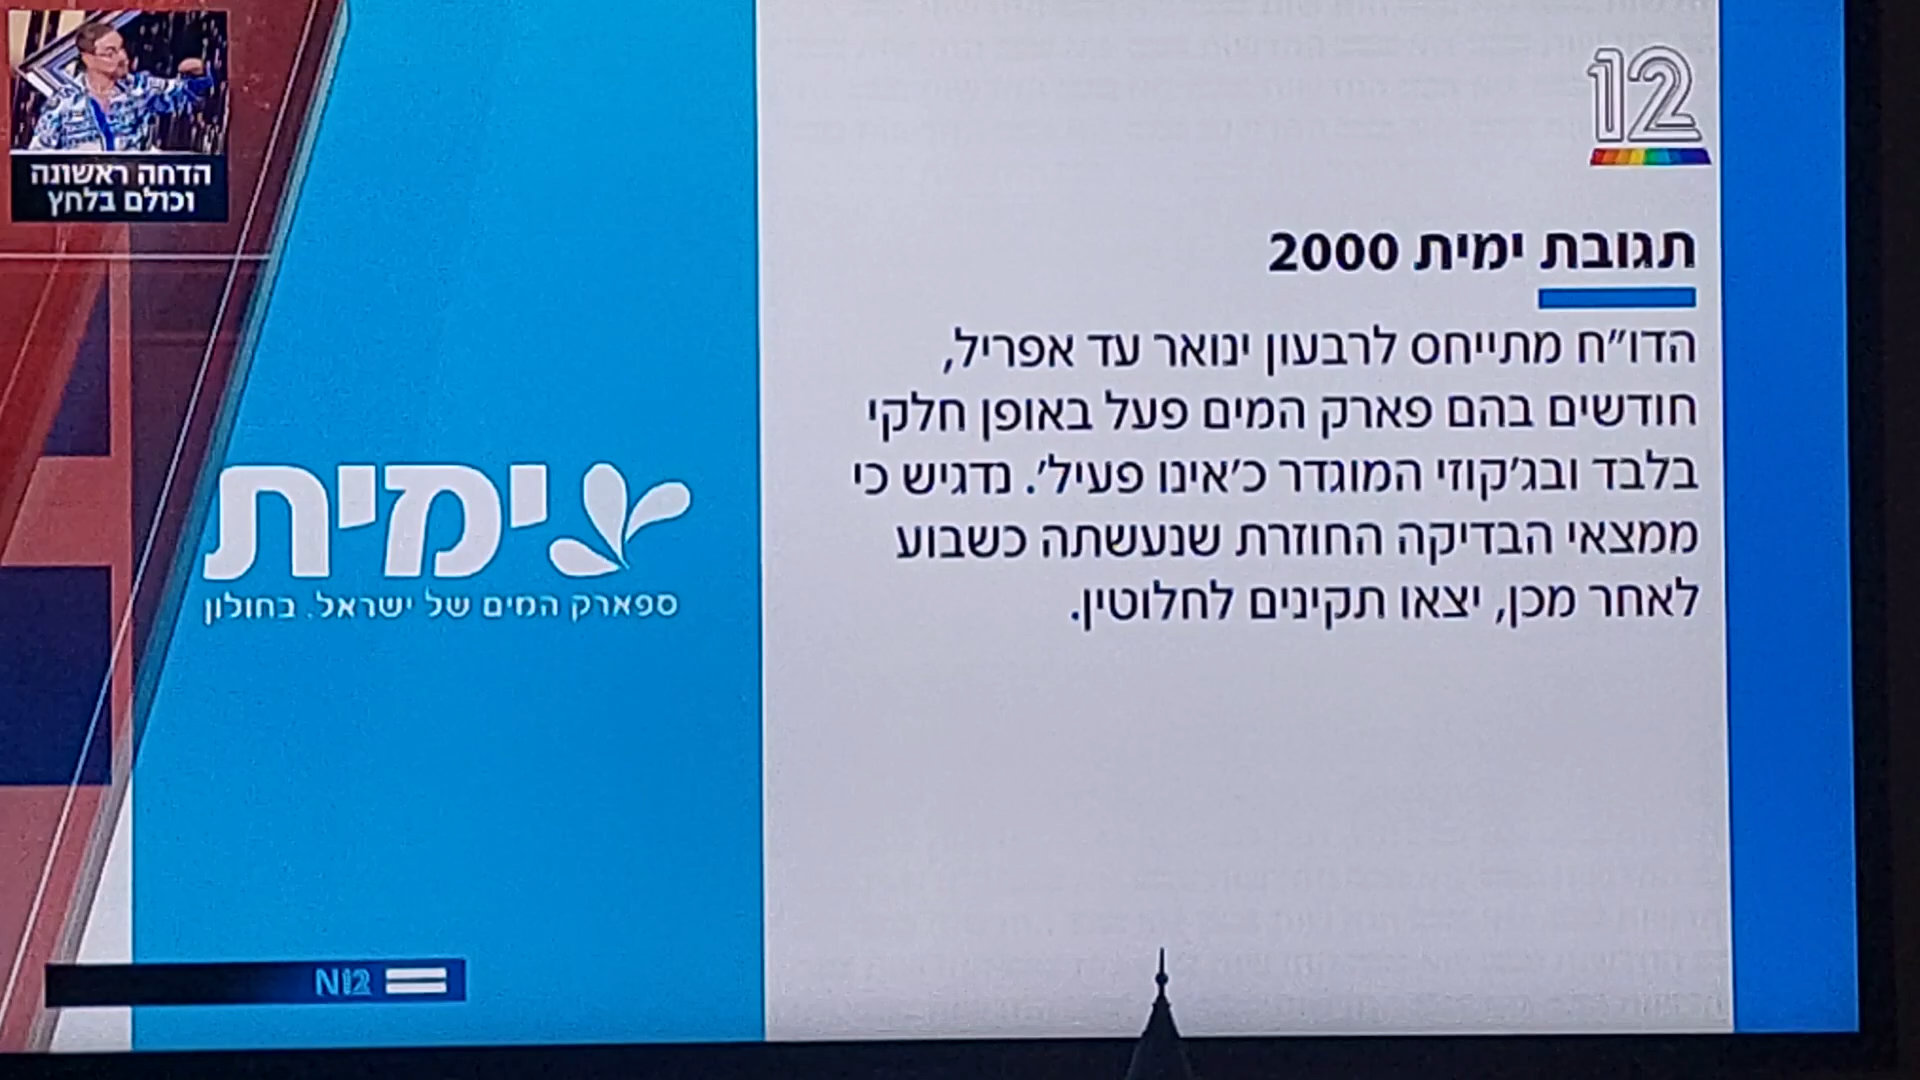 הדחה ראשונה
וכולם בלחץ
12
תגובת ימית 2000
הדו"ח מתייחס לרבעון ינואר עד אפריל,
חודשים בהם פארק המים פעל באופן חלקי
בלבד ובג'קוזי המוגדר כ'אינו פעיל'. נדגיש כי
ממצאי הבדיקה החוזרת שנעשתה כשבוע
לאחר מכן, יצאו תקינים לחלוטין.
ימית
ספארק המים של ישראל. בחולון
N12